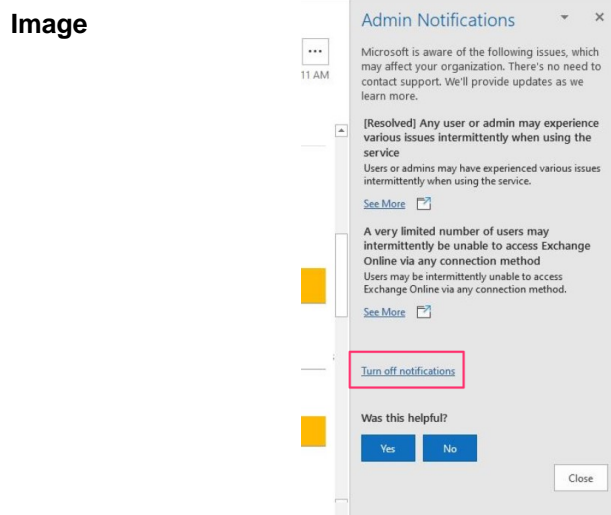 Image
Admin Notifications
...
11 AM
Microsoft is aware of the following issues, which
may affect your organization. There's no need to
contact support. We'll provide updates as we
learn more.
[Resolved] Any user or admin may experience
various issues intermittently when using the
service
Users or admins may have experienced various issues
intermittently when using the service.
See More
A very limited number of users may
intermittently be unable to access Exchange
Online via any connection method
Users may be intermittently unable to access
Exchange Online via any connection method.
See More
Turn off notifications
Was this helpful?
Yes No
Close